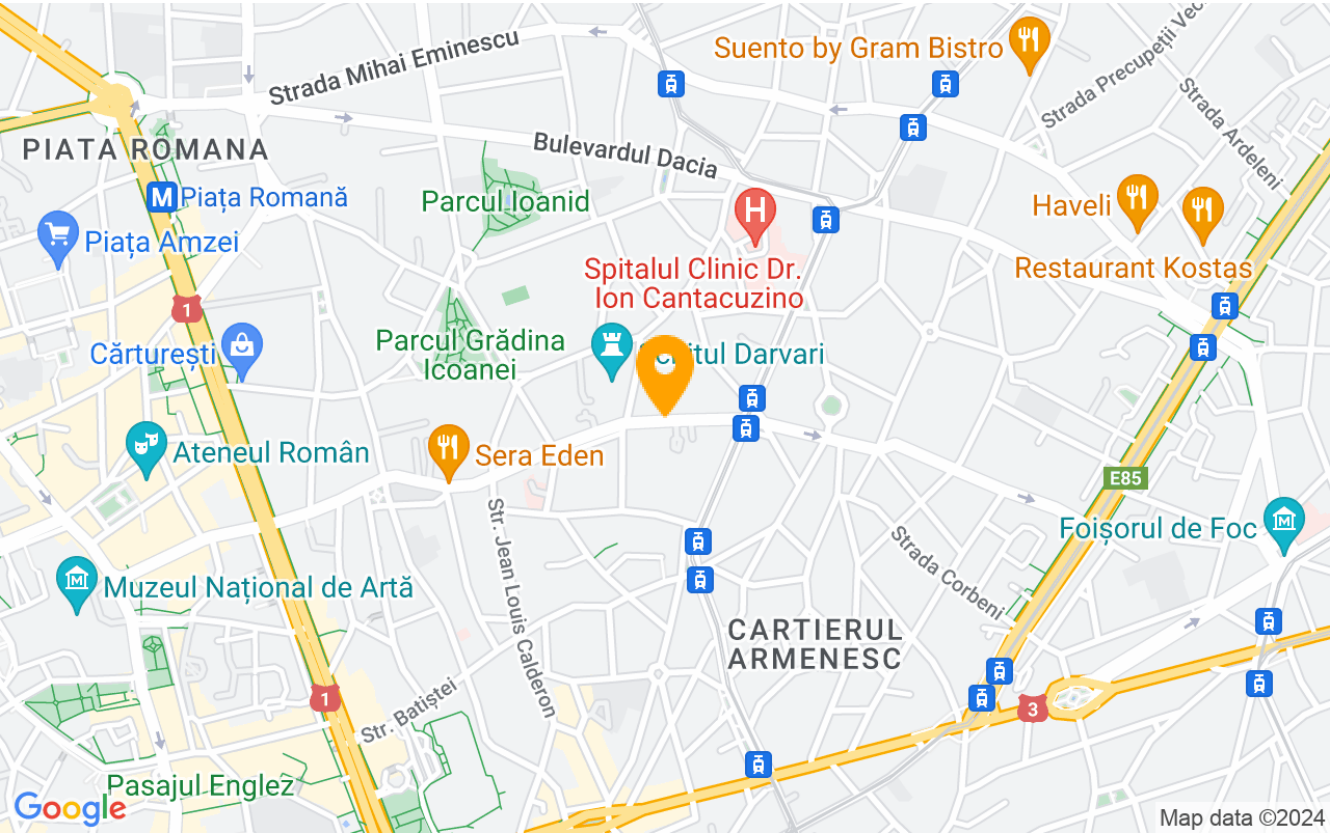 Suento by Gram Bistro
Strada Mihai Eminescu
Strada Precupeții Vec
Strada Ardeleni
PIATA ROMANA
Bulevardul Dacia
M
Piața Romană
Parcul Ioanid
H
Haveli
Piața Amzei
Spitalul Clinic Dr.
Ion Cantacuzino
Restaurant Kostas
1
Parcul Grădina
Icoanei
Cărturești
itul Darvari
Ateneul Român
Sera Eden
E85
Str. Jean Louis Calderon
Foișorul de Foc
Strada Corbeni
M
Muzeul Național de Artă
CARTIERUL
ARMENESC
1
3
Str. Batiștei
Pasajul Englez
Google
Map data ©2024